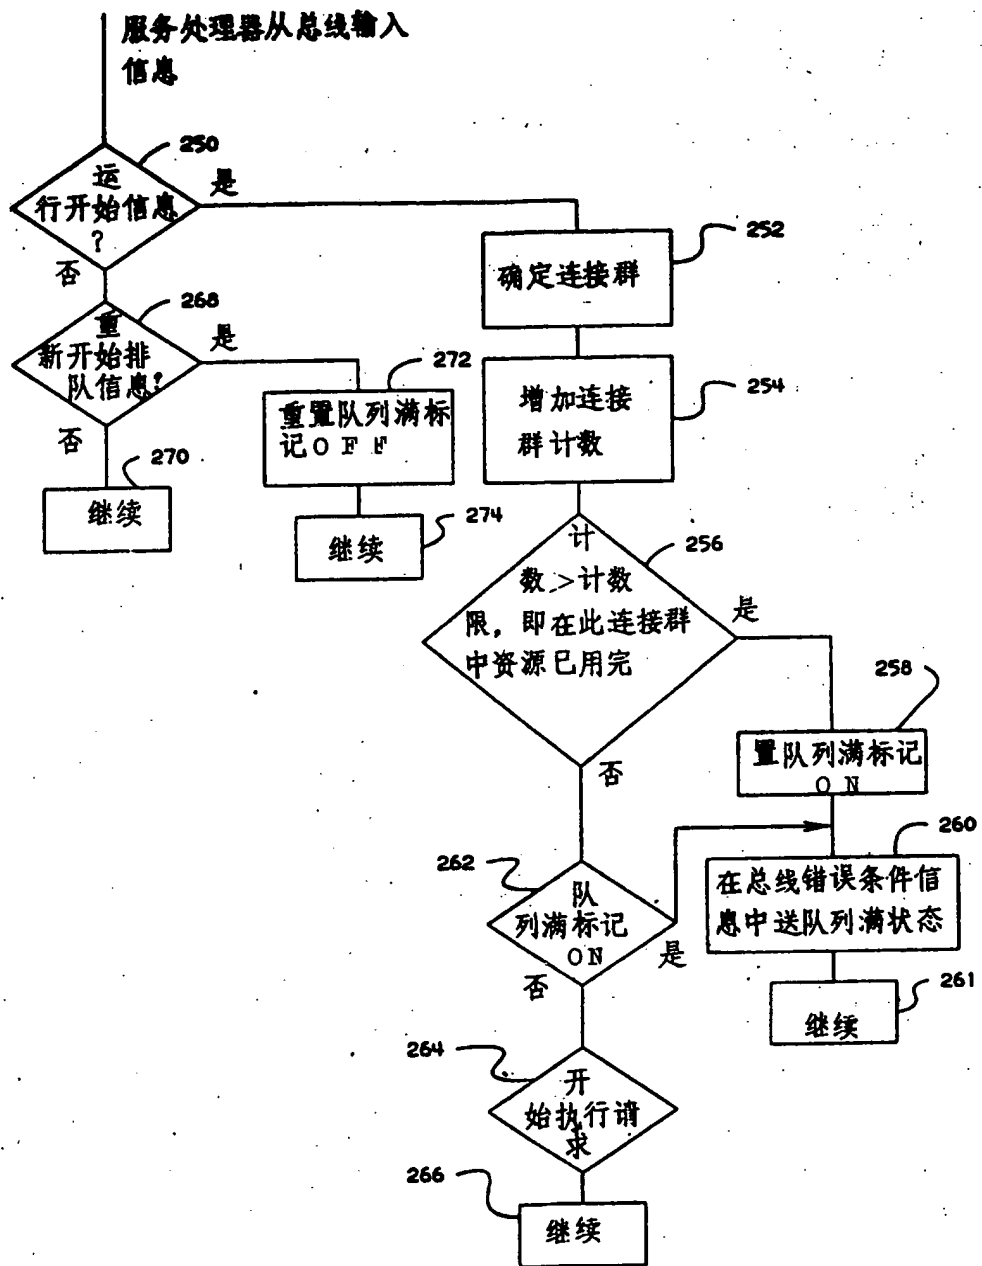 服务处理器从总线输入
信息
250
运
行开始信息
?
是
否
252
确定连接群
268
重
新开始排
队信息?
是
否
272
重置队列满标
记OFF
254
增加连接
群计数
270
继续
274
继续
256
计
数>计数
限,即在此连接群
中资源已用完
是
否
258
置队列满标记
ON
262
队
列满标记
ON
是
否
260
在总线错误条件信
息中送队列满状态
261
继续
264
开
始执行请
求
266
继续